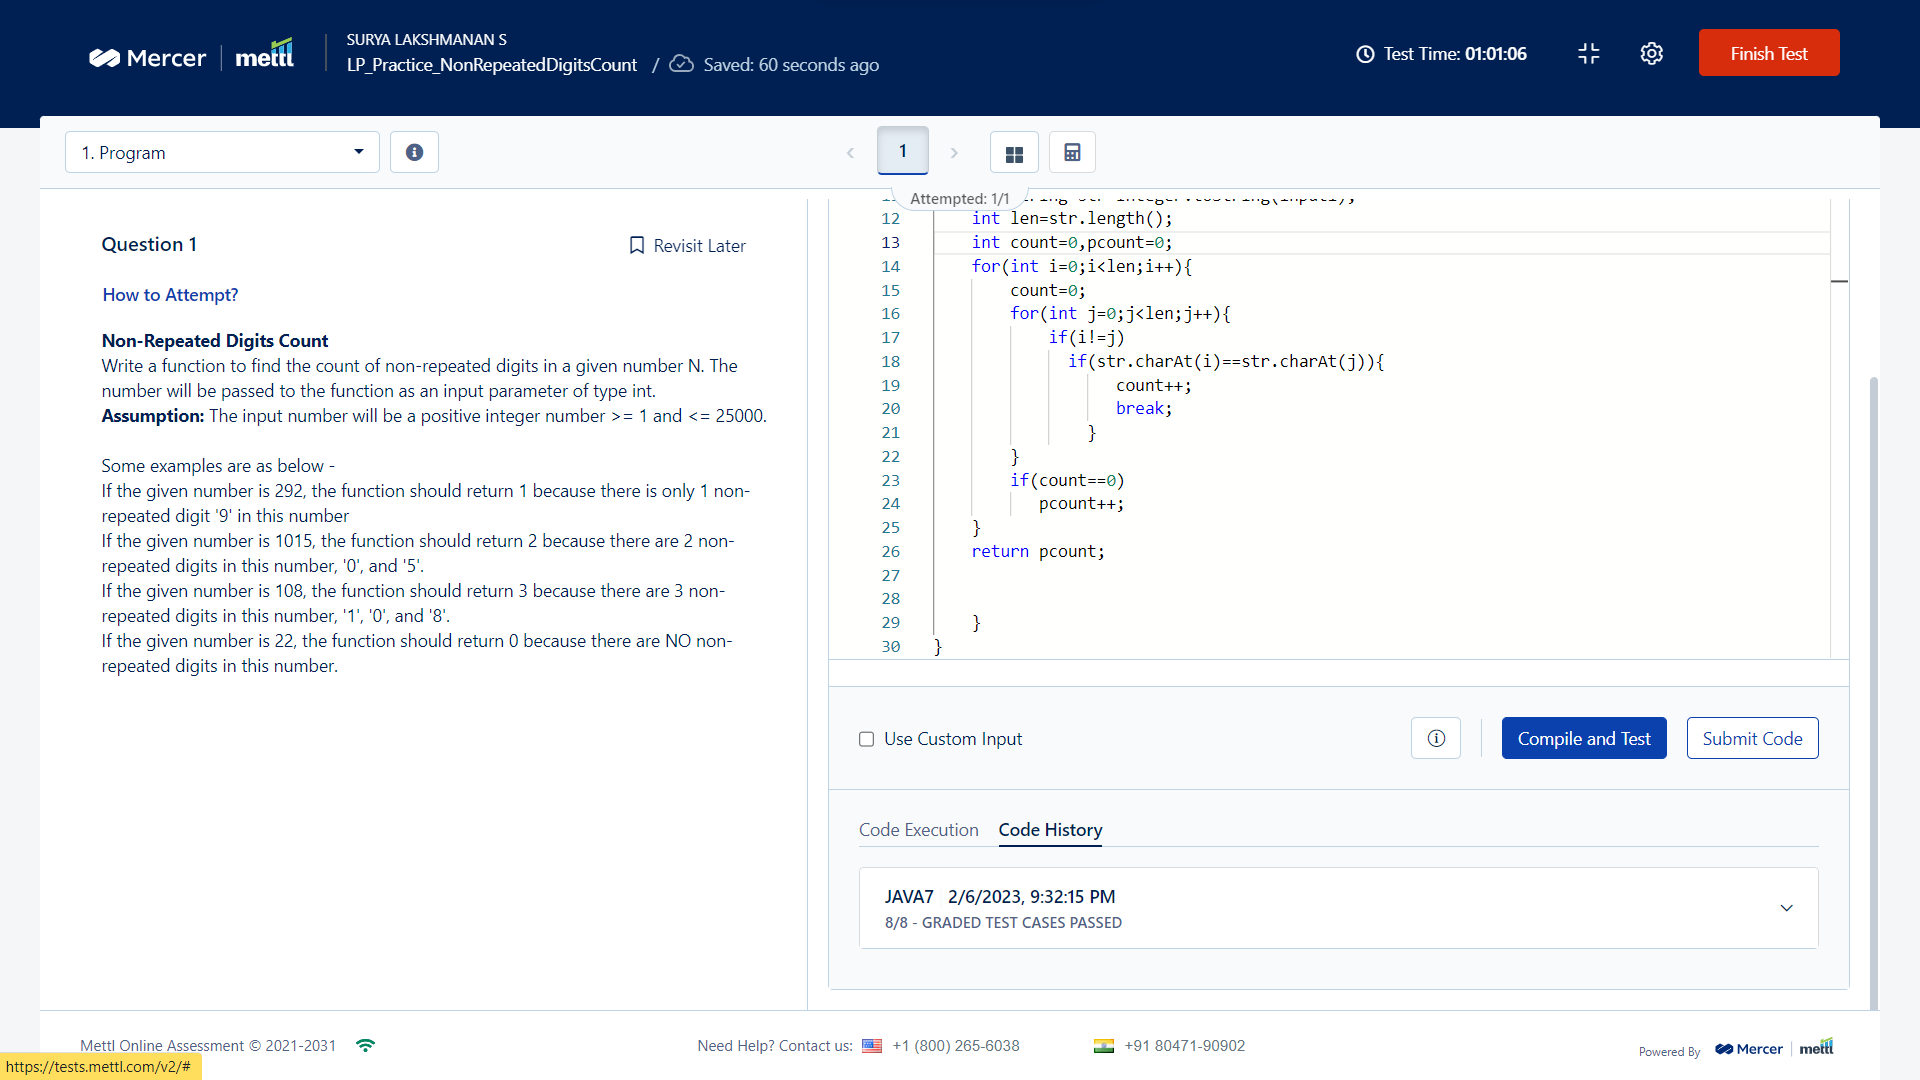 Mercer | mettl
SURYA LAKSHMANAN S
LP_Practice_NonRepeatedDigitsCount / Saved: 60 seconds ago
Test Time: 01:01:06
Finish Test
1. Program
1
Attempted: 1/1
Question 1
Revisit Later
How to Attempt?
Non-Repeated Digits Count
Write a function to find the count of non-repeated digits in a given number N. The
number will be passed to the function as an input parameter of type int.
Assumption: The input number will be a positive integer number >= 1 and <= 25000.
Some examples are as below -
If the given number is 292, the function should return 1 because there is only 1 non-
repeated digit '9' in this number
If the given number is 1015, the function should return 2 because there are 2 non-
repeated digits in this number, '0', and '5'.
If the given number is 108, the function should return 3 because there are 3 non-
repeated digits in this number, '1', '0', and '8'.
If the given number is 22, the function should return 0 because there are NO non-
repeated digits in this number.
12 int len=str.length();
13 int count=0,pcount=0;
14 for(int i=0;i<len;i++){
15 count=0;
16 for(int j=0;j<len;j++){
17 if(i!=j)
18 if(str.charAt(i)==str.charAt(j)){
19 count++;
20 break;
21 }
22 }
23 if(count==0)
24 pcount++;
25 }
26 return pcount;
27
28
29 }
30 }
Use Custom Input
Compile and Test
Submit Code
Code Execution
Code History
JAVA7 2/6/2023, 9:32:15 PM
8/8 - GRADED TEST CASES PASSED
Mettl Online Assessment © 2021-2031
Need Help? Contact us: +1 (800) 265-6038
+91 80471-90902
Powered By Mercer | mettl
https://tests.mettl.com/v2/#